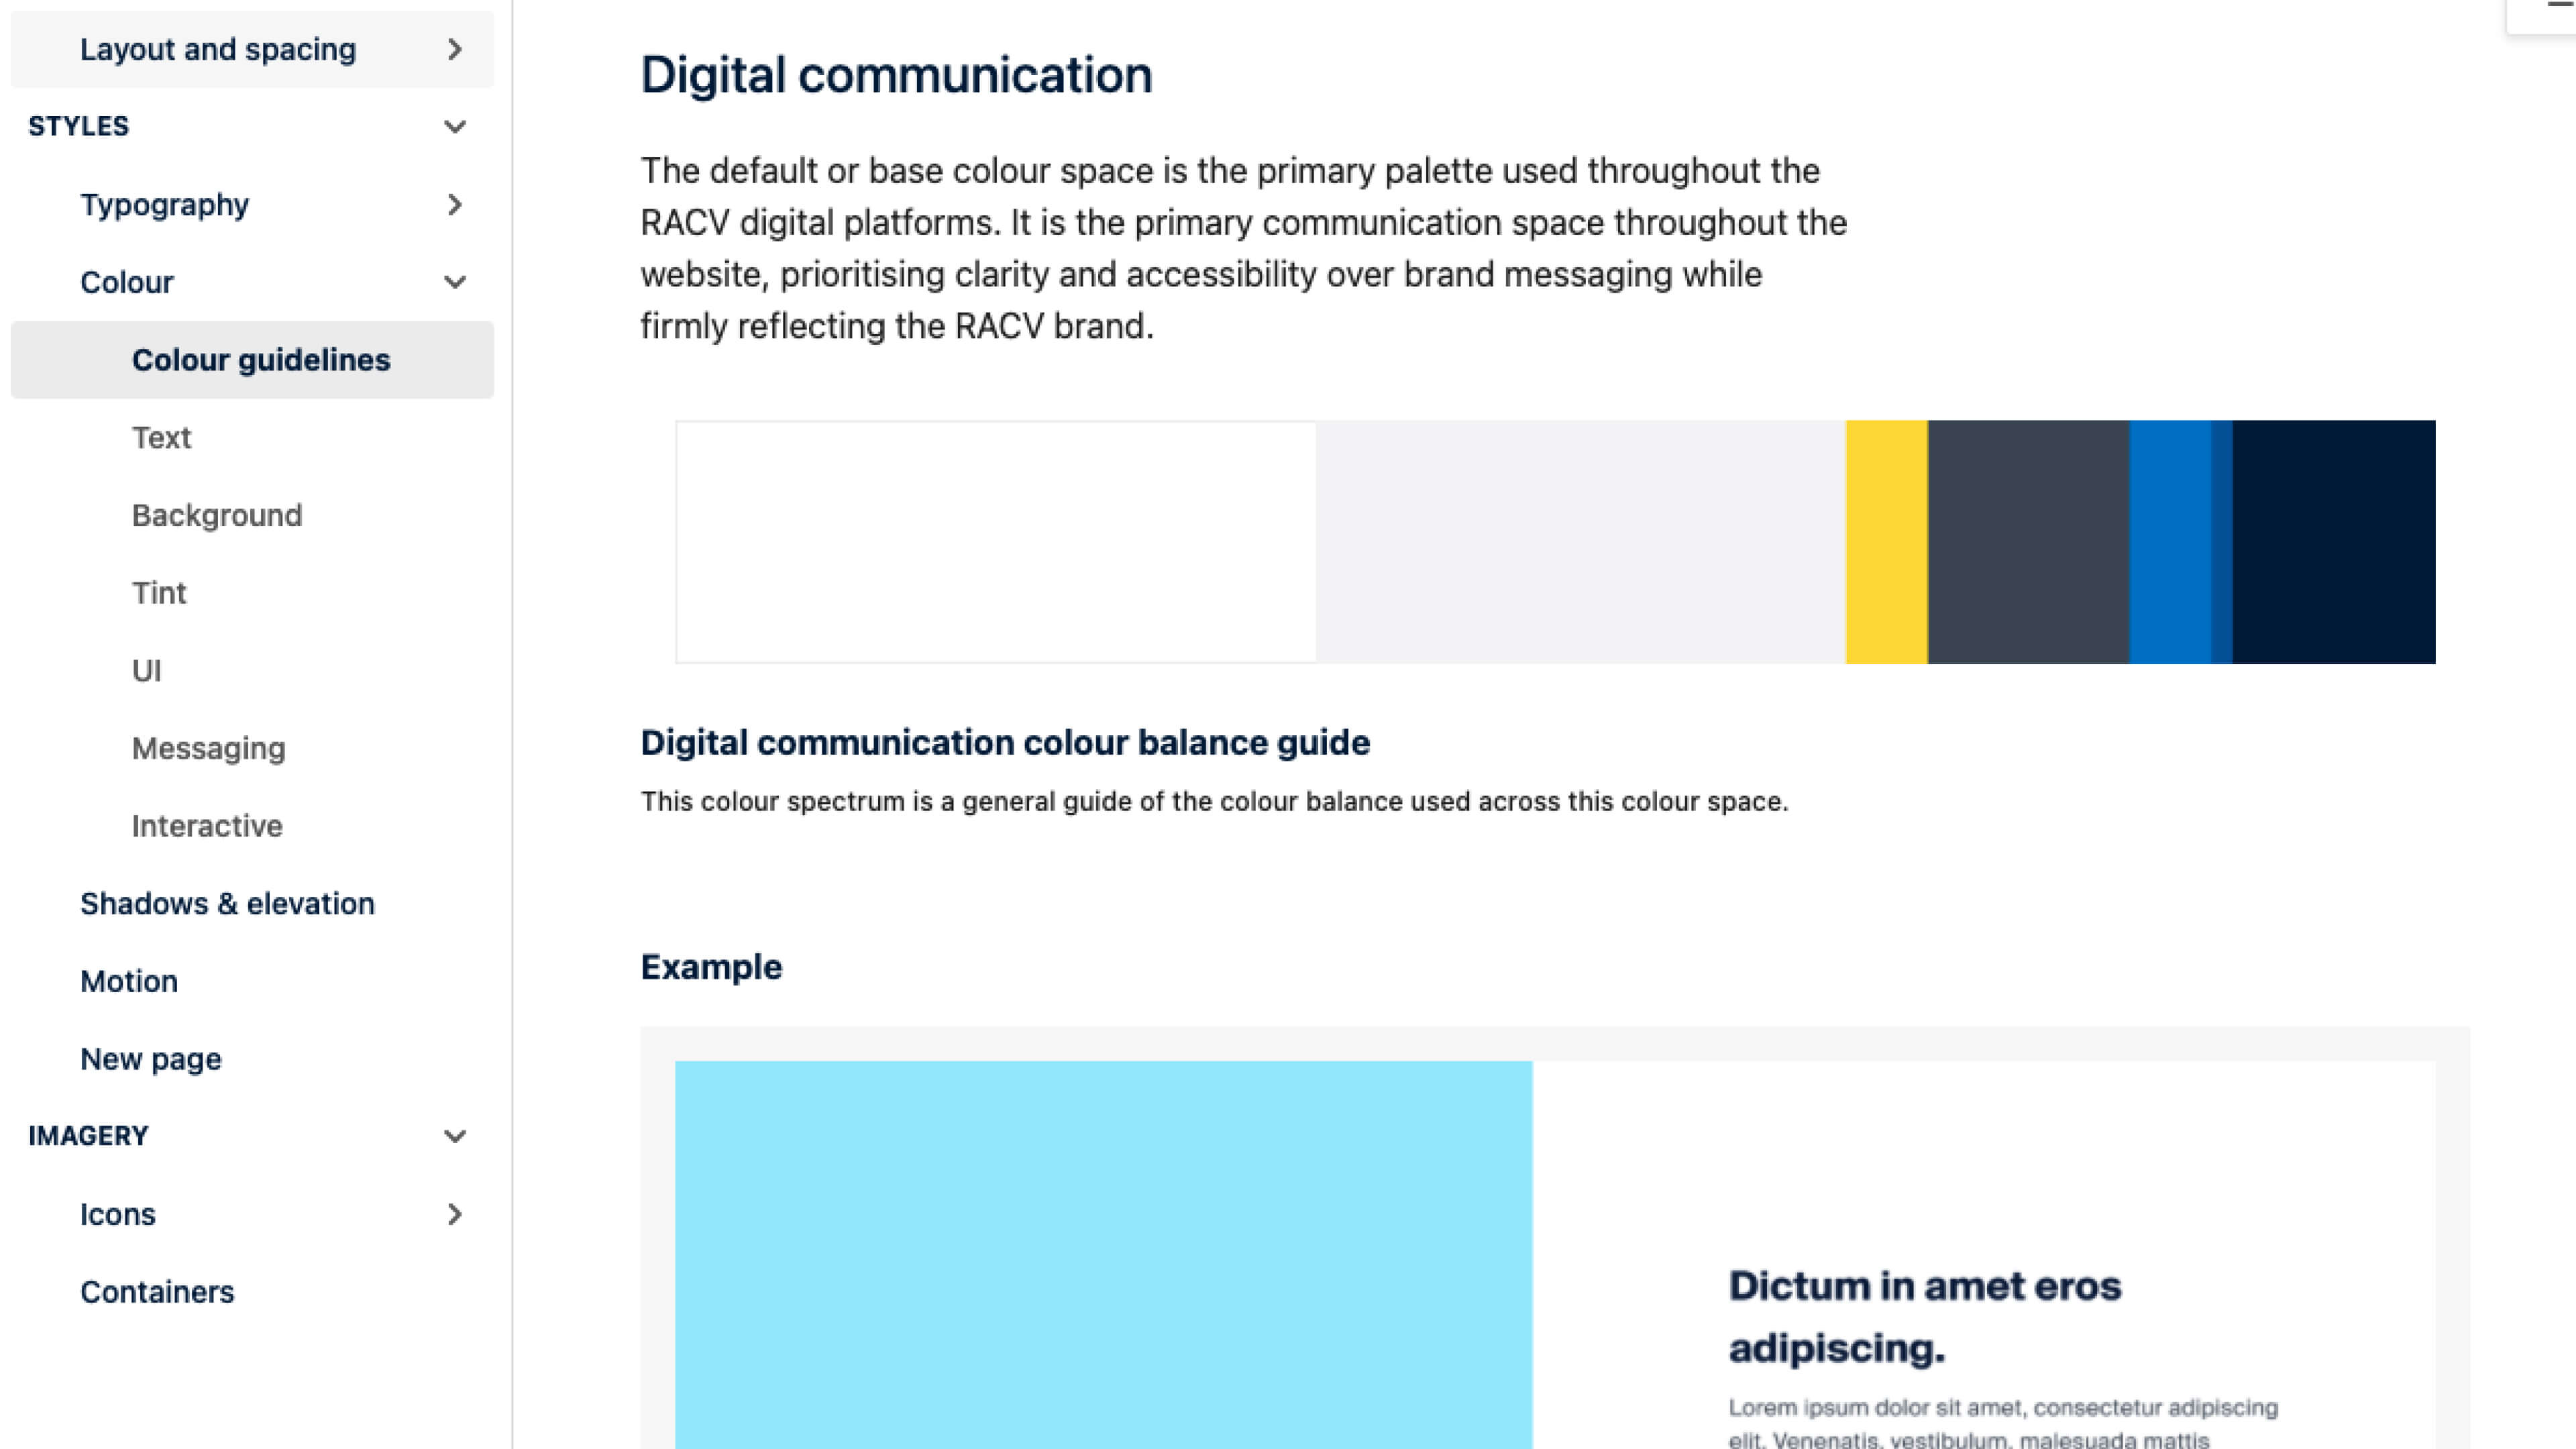 Layout and spacing
STYLES
Typography
Colour
Colour guidelines
Text
Background
Tint
UI
Messaging
Interactive
Shadows & elevation
Motion
New page
IMAGERY
Icons
Containers
Digital communication
The default or base colour space is the primary palette used throughout the
RACV digital platforms. It is the primary communication space throughout the
website, prioritising clarity and accessibility over brand messaging while
firmly reflecting the RACV brand.
Digital communication colour balance guide
This colour spectrum is a general guide of the colour balance used across this colour space.
Example
Dictum in amet eros
adipiscing.
Lorem ipsum dolor sit amet, consectetur adipiscing
elit. Venenatis, vestibulum, malesuada mattis